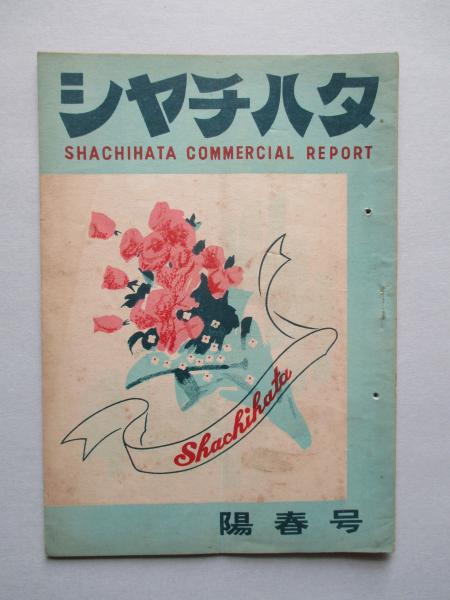 シヤチハタ
SHACHIHATA COMMERCIAL REPORT
Shachihata
陽春号